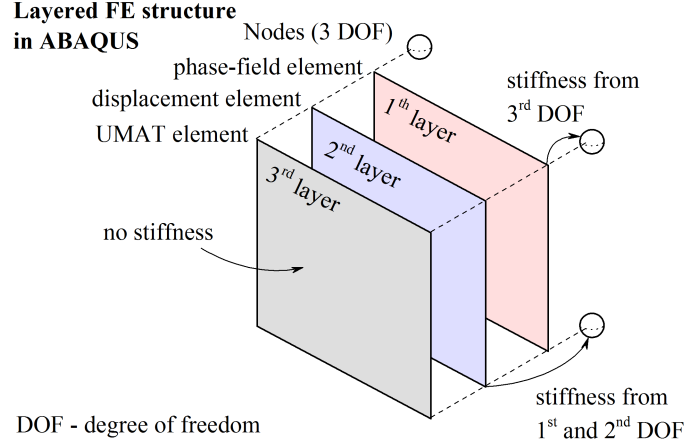 Layered FE structure
in ABAQUS
Nodes (3 DOF)
phase-field element
displacement element
UMAT element
1th layer
2nd layer
3rd layer
stiffness from
3rd DOF
no stiffness
stiffness from
1st and 2nd DOF
DOF - degree of freedom